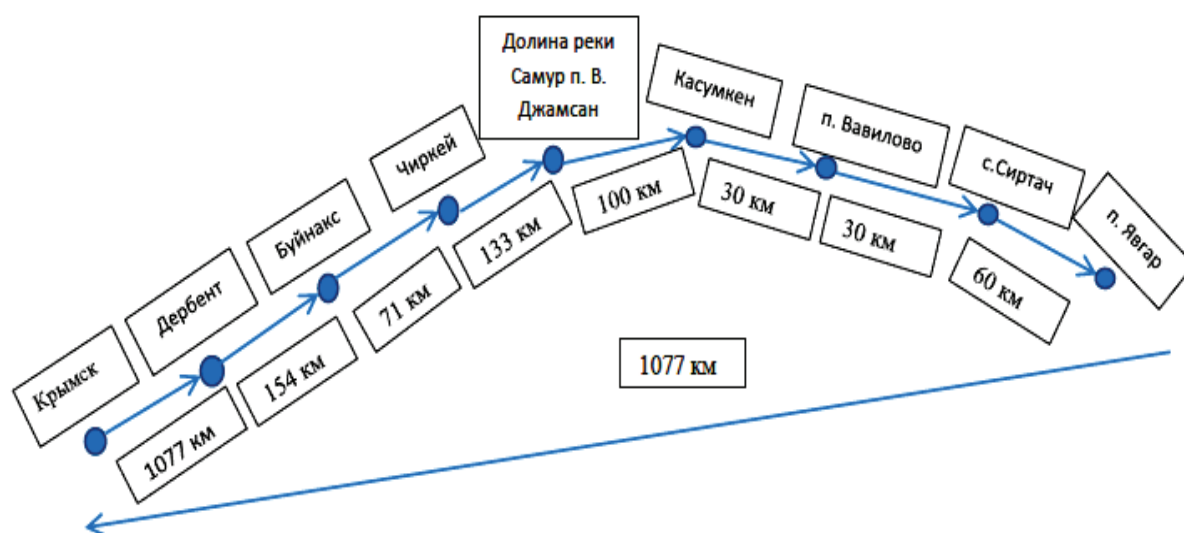 Крымск
Дербент
Буйнакс
Чиркей
Долина реки
Самур п. В.
Джамсан
Касумкен
п. Вавилово
с.Сиртач
п. Явгар
1077 км
154 км
71 км
133 км
100 км
30 км
30 км
60 км
1077 км